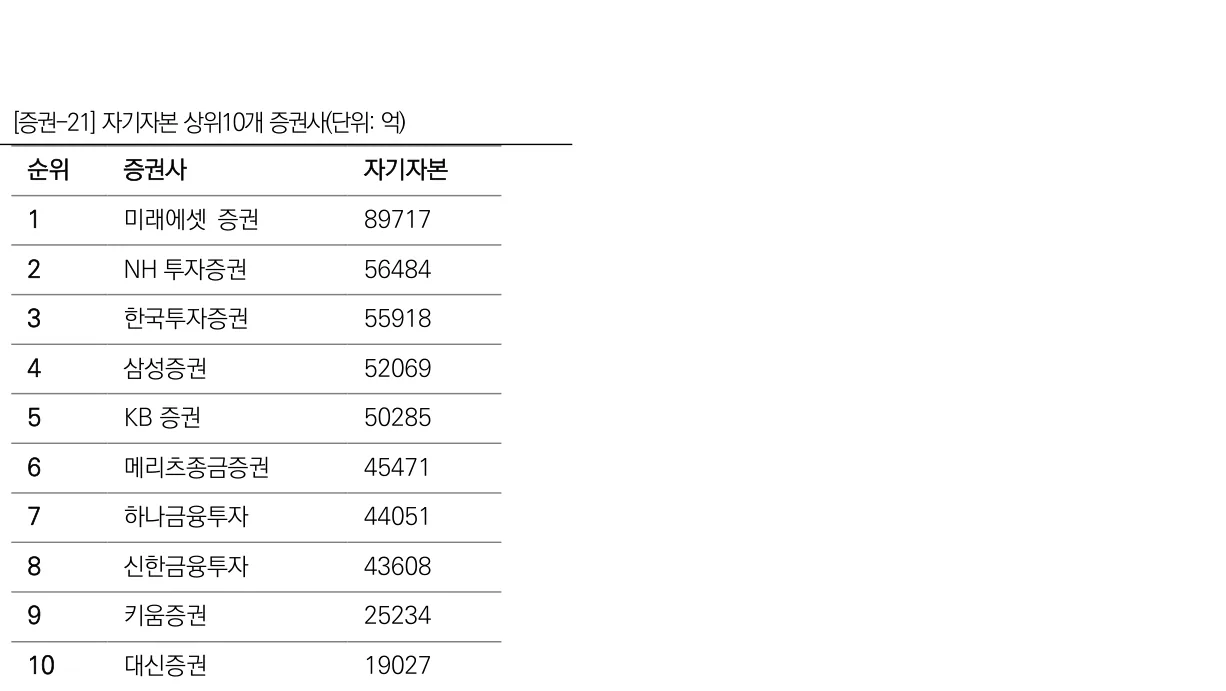 [증권-21] 자기자본 상위10개 증권사(단위: 억)
순위 증권사 자기자본
1 미래에셋 증권 89717
2 NH 투자증권 56484
3 한국투자증권 55918
4 삼성증권 52069
5 KB 증권 50285
6 메리츠종금증권 45471
7 하나금융투자 44051
8 신한금융투자 43608
9 키움증권 25234
10 대신증권 19027